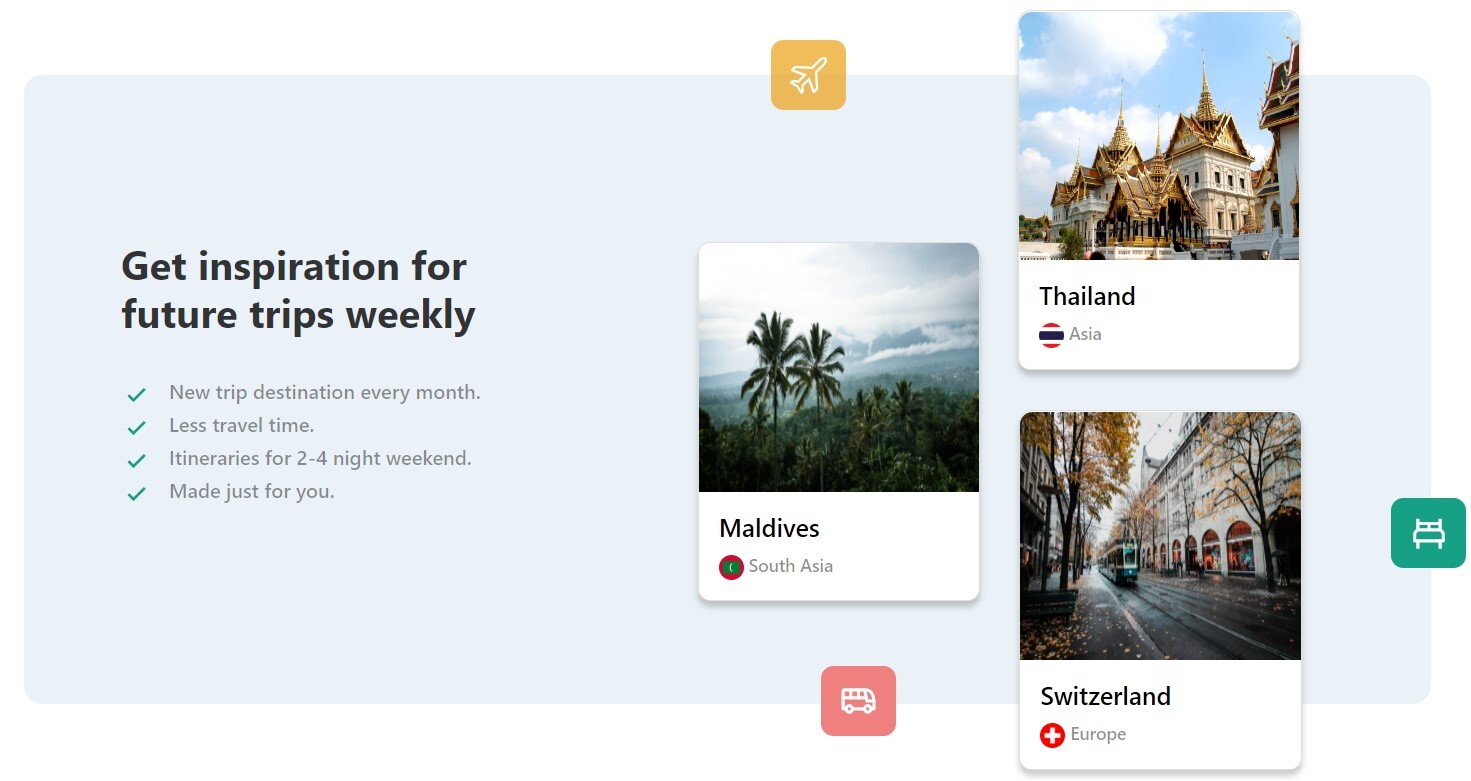 Get inspiration for
future trips weekly
New trip destination every month.
Less travel time.
Itineraries for 2-4 night weekend.
Made just for you.
Maldives
South Asia
Thailand
Asia
Switzerland
Europe